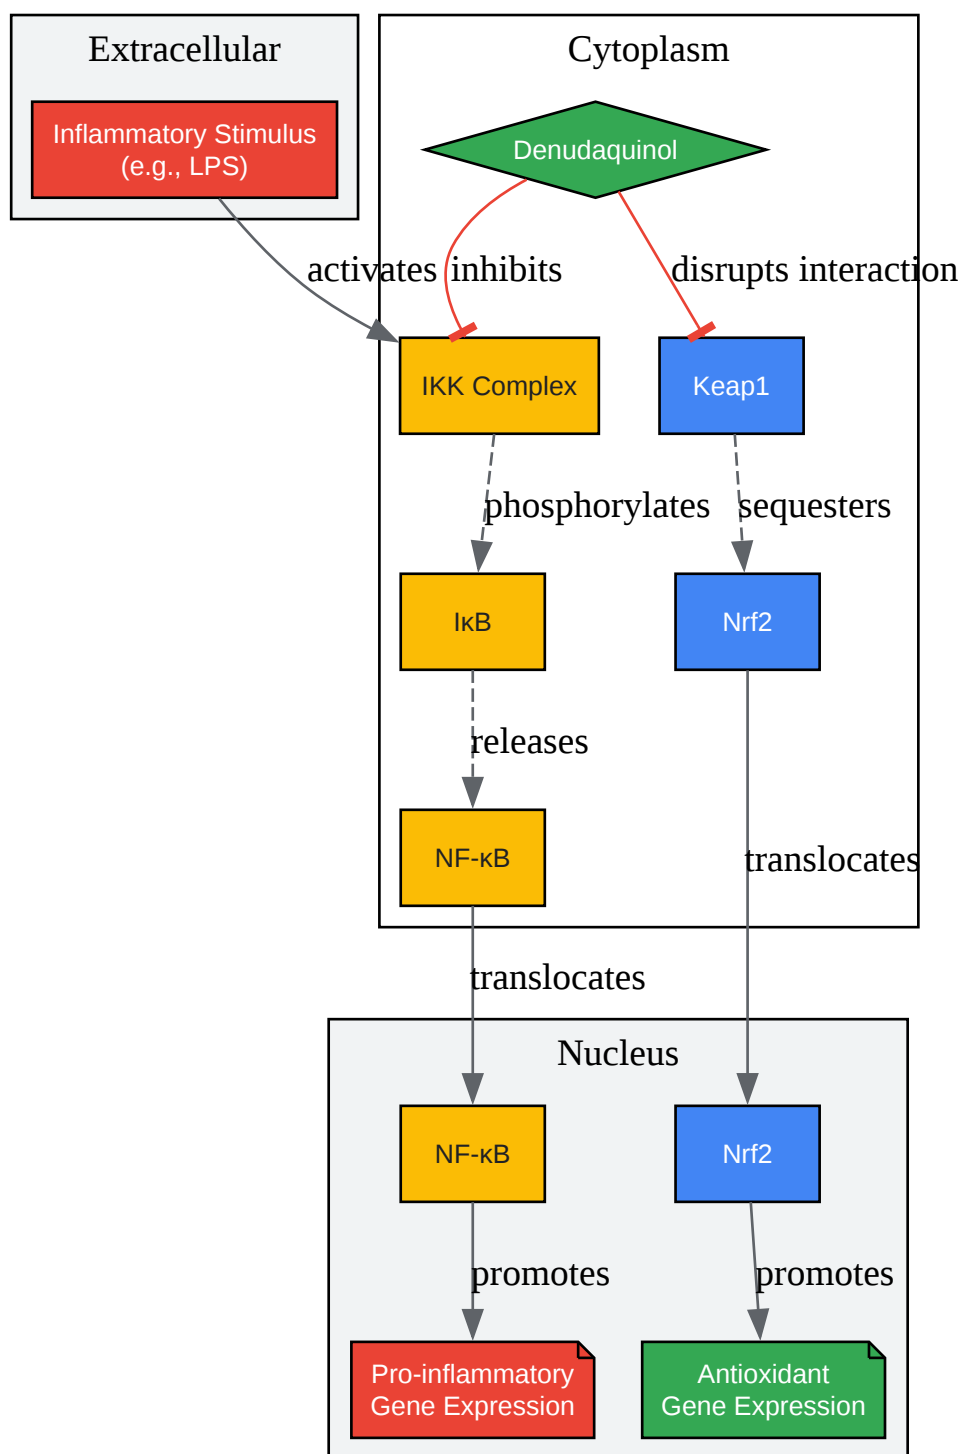 Extracellular
Cytoplasm
Inflammatory Stimulus
(e.g., LPS)
Denudaquinol
activates
inhibits
disrupts interaction
IKK Complex
Keap1
phosphorylates
sequesters
IκB
Nrf2
releases
NF-κB
translocates
translocates
Nucleus
NF-κB
Nrf2
promotes
promotes
Pro-inflammatory
Gene Expression
Antioxidant
Gene Expression